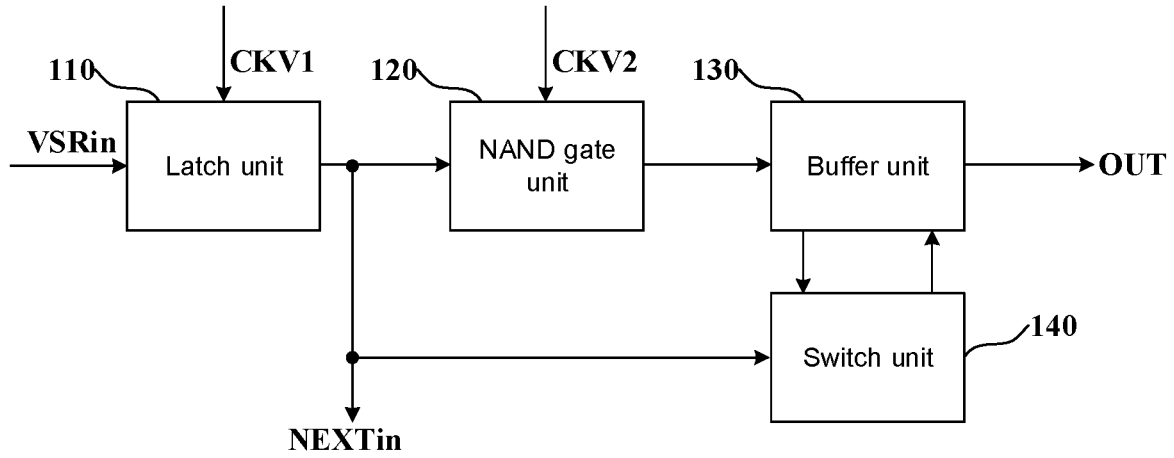 CKV1
CKV2
110
120
130
VSRin
Latch unit
NAND gate
unit
Buffer unit
OUT
140
Switch unit
NEXTin